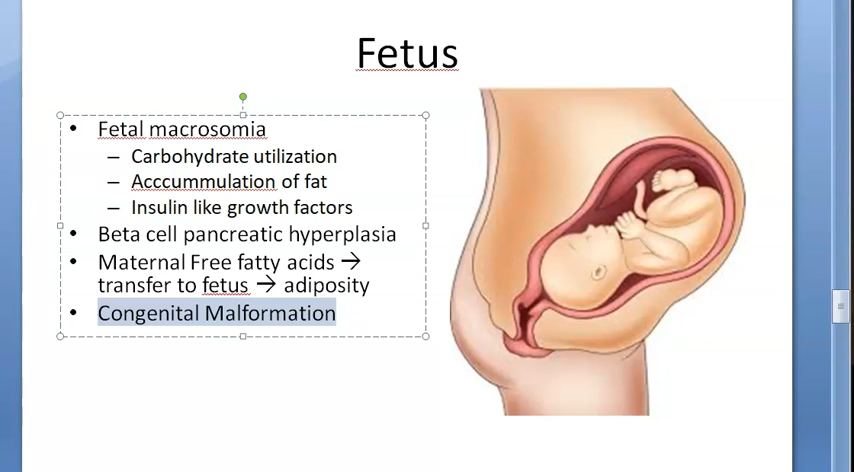 Fetus
• Fetal macrosomia
– Carbohydrate utilization
– Acccummulation of fat
– Insulin like growth factors
• Beta cell pancreatic hyperplasia
• Maternal Free fatty acids →
transfer to fetus → adiposity
• Congenital Malformation